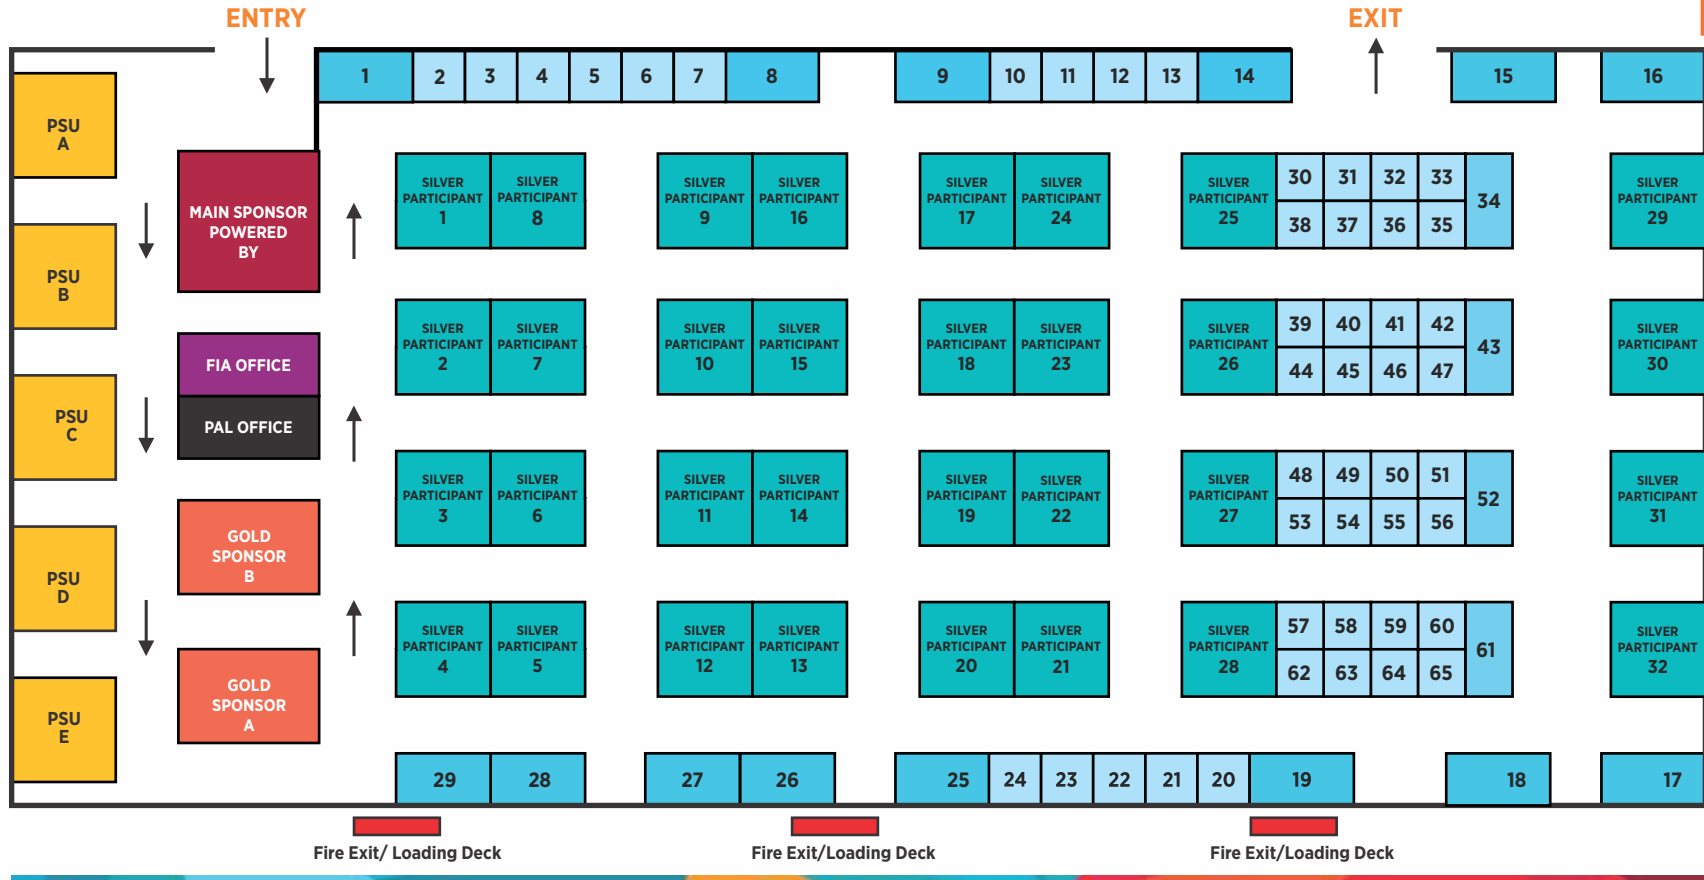 ENTRY
EXIT
1 2 3 4 5 6 7 8 9 10 11 12 13 14 15 16
PSU
A
PSU
B
PSU
C
PSU
D
PSU
E
MAIN SPONSOR
POWERED
BY
FIA OFFICE
PAL OFFICE
GOLD
SPONSOR
B
GOLD
SPONSOR
A
SILVER
PARTICIPANT
1
SILVER
PARTICIPANT
8
SILVER
PARTICIPANT
9
SILVER
PARTICIPANT
16
SILVER
PARTICIPANT
17
SILVER
PARTICIPANT
24
SILVER
PARTICIPANT
25
30 31 32 33
34
38 37 36 35
SILVER
PARTICIPANT
29
SILVER
PARTICIPANT
2
SILVER
PARTICIPANT
7
SILVER
PARTICIPANT
10
SILVER
PARTICIPANT
15
SILVER
PARTICIPANT
18
SILVER
PARTICIPANT
23
SILVER
PARTICIPANT
26
39 40 41 42
43
44 45 46 47
SILVER
PARTICIPANT
30
SILVER
PARTICIPANT
3
SILVER
PARTICIPANT
6
SILVER
PARTICIPANT
11
SILVER
PARTICIPANT
14
SILVER
PARTICIPANT
19
SILVER
PARTICIPANT
22
SILVER
PARTICIPANT
27
48 49 50 51
52
53 54 55 56
SILVER
PARTICIPANT
31
SILVER
PARTICIPANT
4
SILVER
PARTICIPANT
5
SILVER
PARTICIPANT
12
SILVER
PARTICIPANT
13
SILVER
PARTICIPANT
20
SILVER
PARTICIPANT
21
SILVER
PARTICIPANT
28
57 58 59 60
61
62 63 64 65
SILVER
PARTICIPANT
32
29 28 27 26 25 24 23 22 21 20 19 18 17
Fire Exit/ Loading Deck
Fire Exit/Loading Deck
Fire Exit/Loading Deck